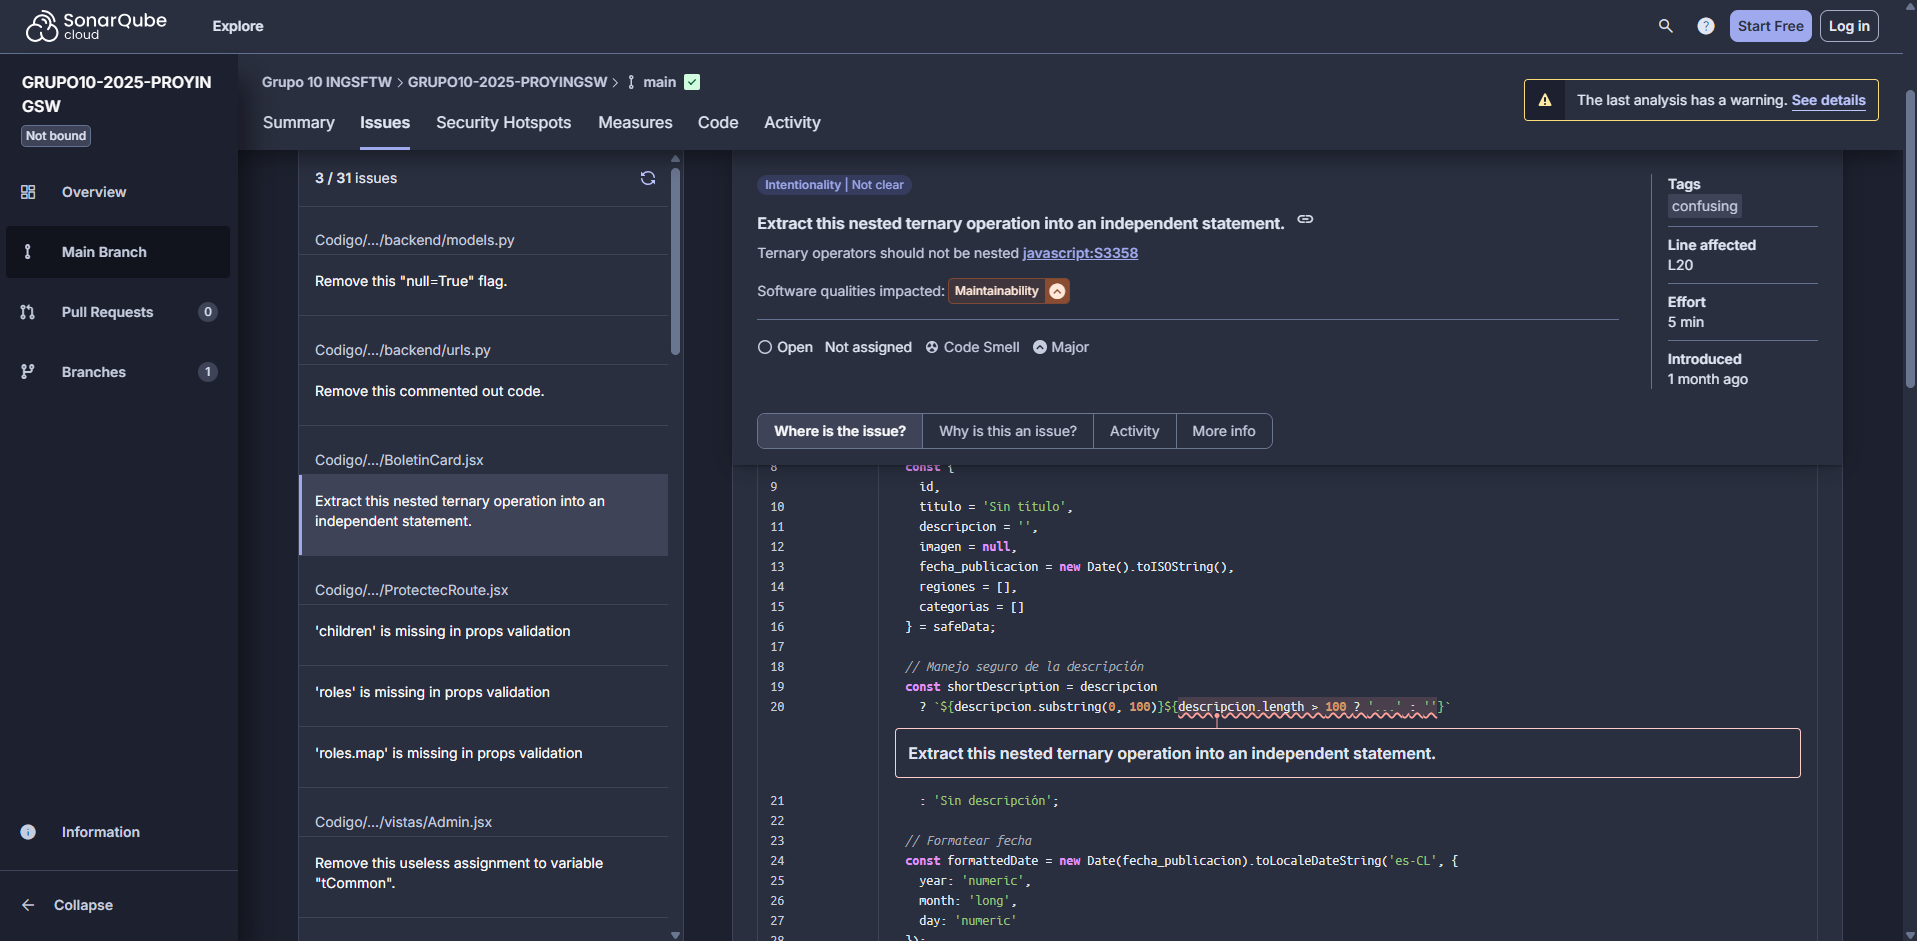 SonarQube
cloud
Explore
?
Start Free
Log in
GRUPO10-2025-PROYIN
GSW
Not bound
Overview
Main Branch
Pull Requests
0
Branches
1
Information
Collapse
Grupo 10 INGSFTW > GRUPO10-2025-PROYINGSW > main
The last analysis has a warning. See details
Summary
Issues
Security Hotspots
Measures
Code
Activity
3 / 31 issues
Codigo/.../backend/models.py
Remove this "null=True" flag.
Codigo/.../backend/urls.py
Remove this commented out code.
Codigo/.../BoletinCard.jsx
Extract this nested ternary operation into an
independent statement.
Codigo/.../ProtectecRoute.jsx
'children' is missing in props validation
'roles' is missing in props validation
'roles.map' is missing in props validation
Codigo/.../vistas/Admin.jsx
Remove this useless assignment to variable
"tCommon".
Intentionality | Not clear
Extract this nested ternary operation into an independent statement.
Ternary operators should not be nested javascript:S3358
Software qualities impacted: Maintainability
Open Not assigned Code Smell Major
Tags
confusing
Line affected
L20
Effort
5 min
Introduced
1 month ago
Where is the issue?
Why is this an issue?
Activity
More info
8 const {
9 id,
10 titulo = 'Sin título',
11 descripcion = '',
12 imagen = null,
13 fecha_publicacion = new Date().toISOString(),
14 regiones = [],
15 categorias = []
16 } = safeData;
17
18 // Manejo seguro de la descripción
19 const shortDescription = descripcion
20 ? `${descripcion.substring(0, 100)}${descripcion.length > 100 ? '...' : ''}`
Extract this nested ternary operation into an independent statement.
21 : 'Sin descripción';
22
23 // Formatear fecha
24 const formattedDate = new Date(fecha_publicacion).toLocaleDateString('es-CL', {
25 year: 'numeric',
26 month: 'long',
27 day: 'numeric'
28 });